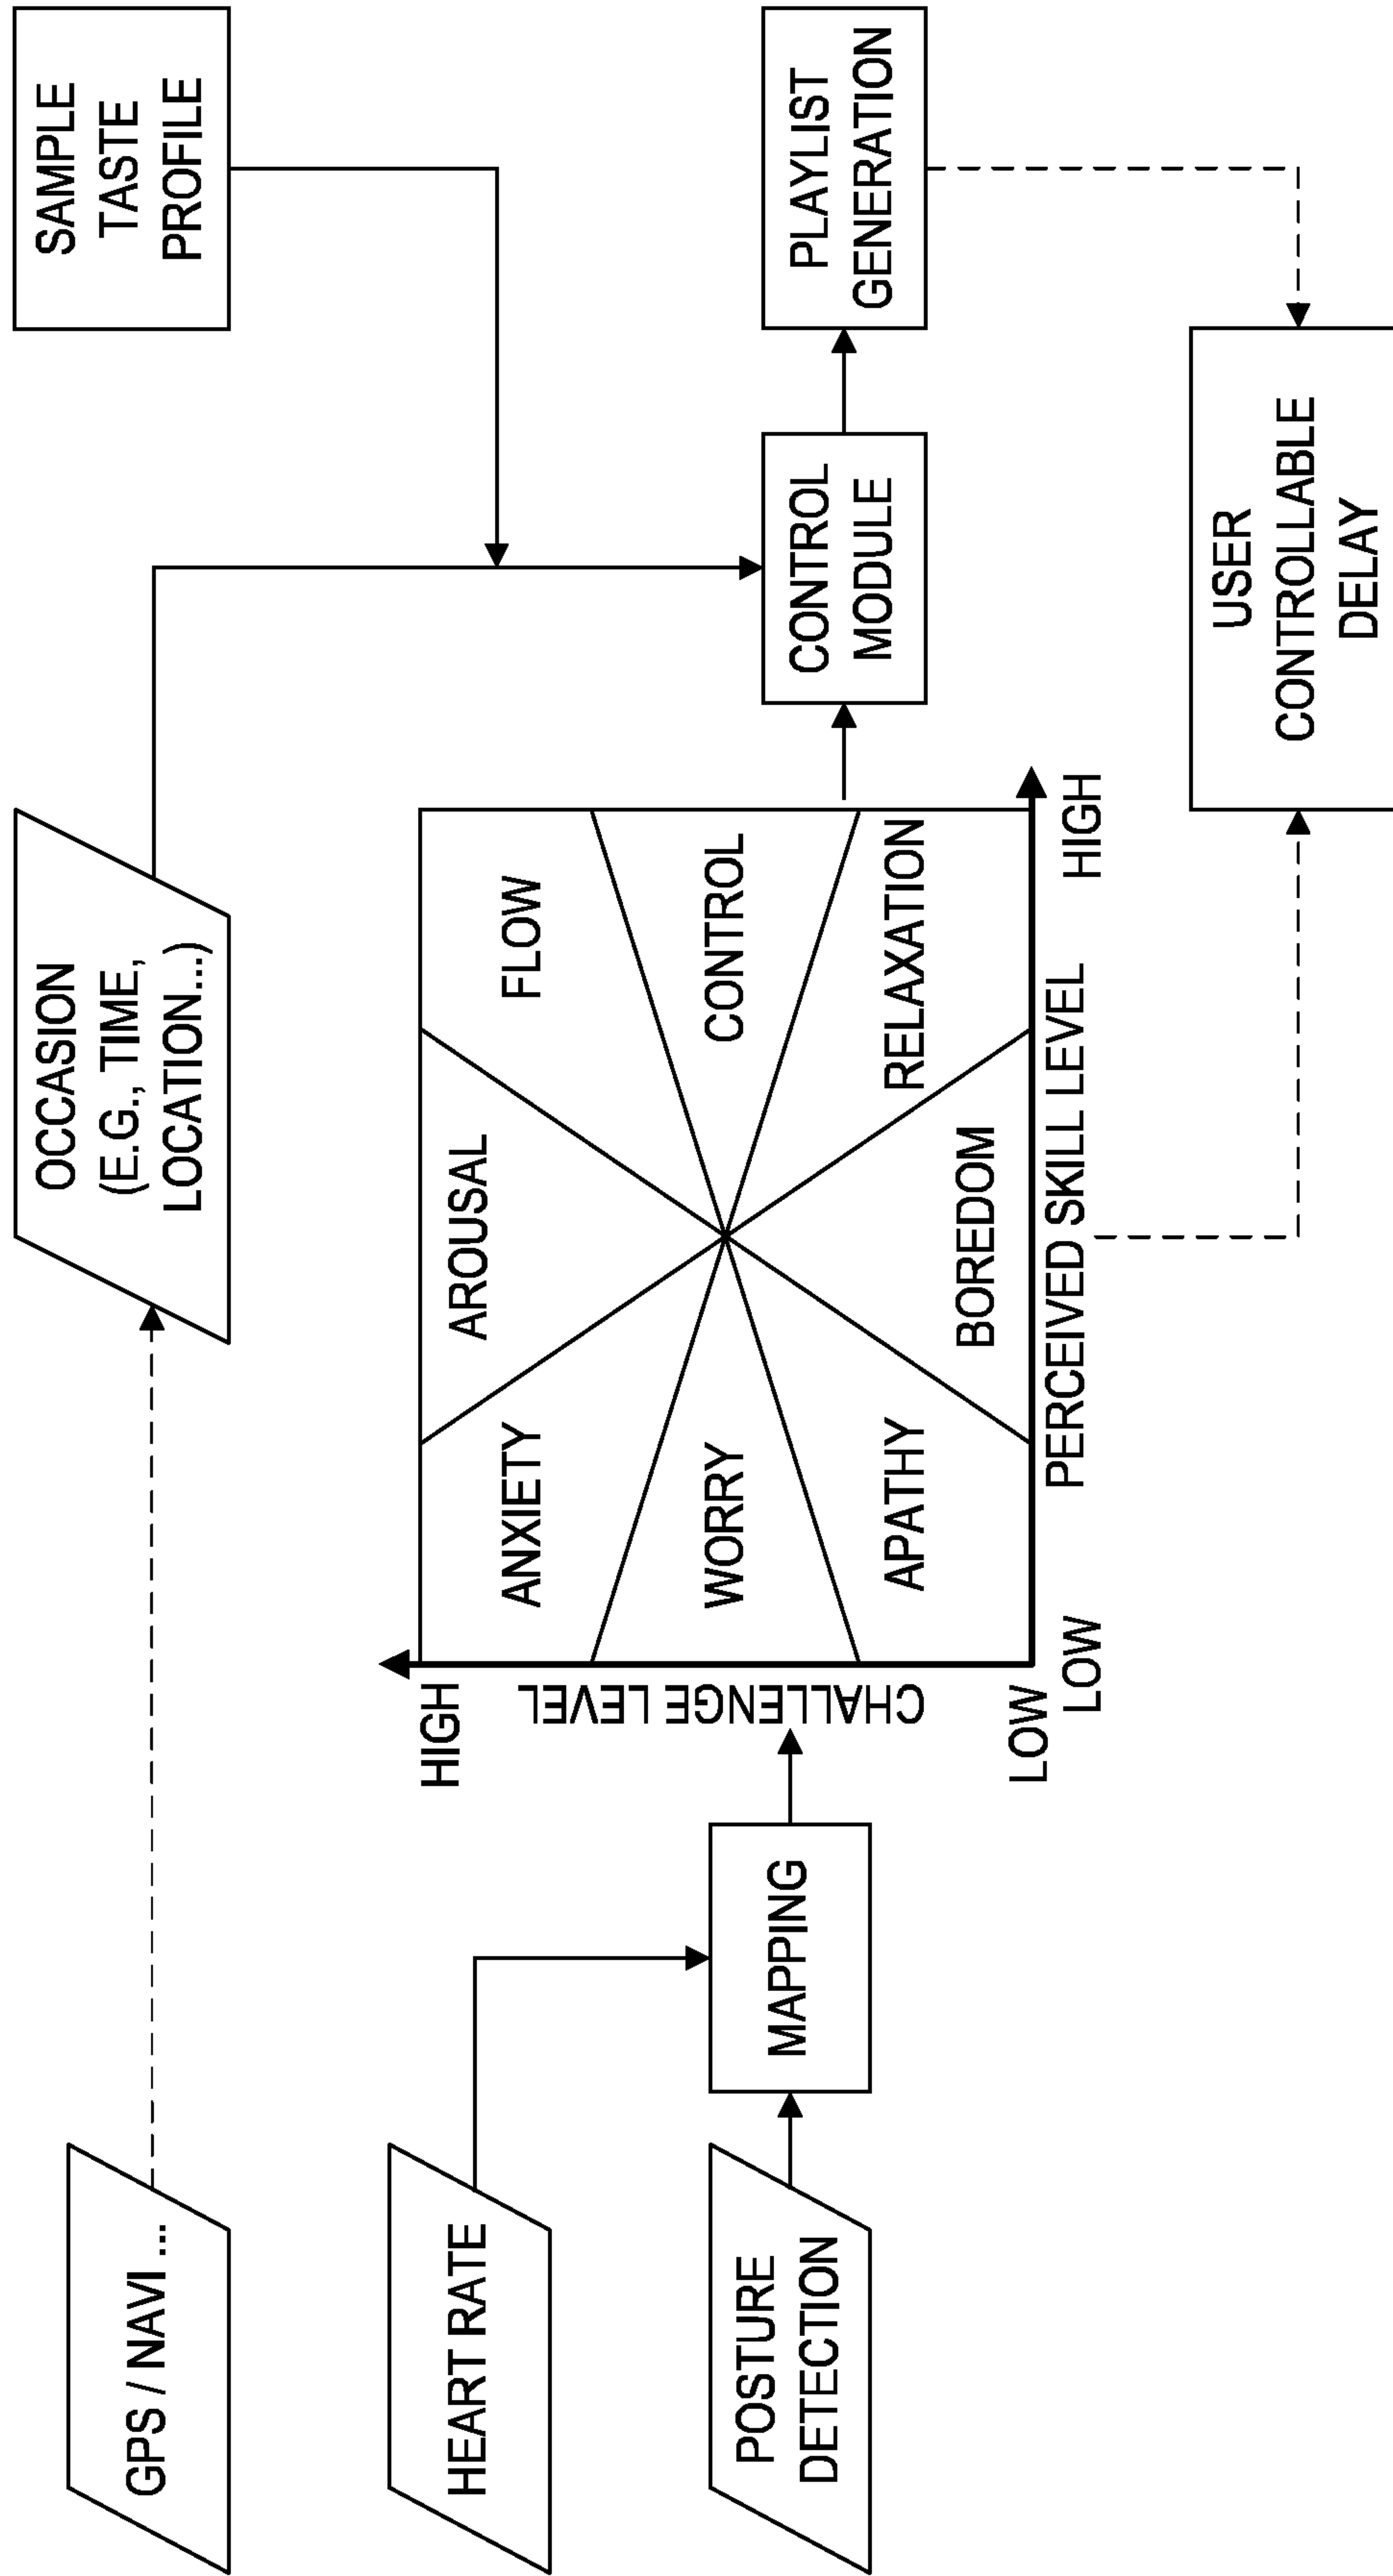 GPS / NAVI ...
OCCASION
(E.G., TIME,
LOCATION...)
SAMPLE
TASTE
PROFILE
HEART RATE
POSTURE
DETECTION
MAPPING
HIGH
CHALLENGE LEVEL
LOW
ANXIETY
AROUSAL
FLOW
WORRY
CONTROL
APATHY
BOREDOM
RELAXATION
LOW
PERCEIVED SKILL LEVEL
HIGH
CONTROL
MODULE
PLAYLIST
GENERATION
USER
CONTROLLABLE
DELAY